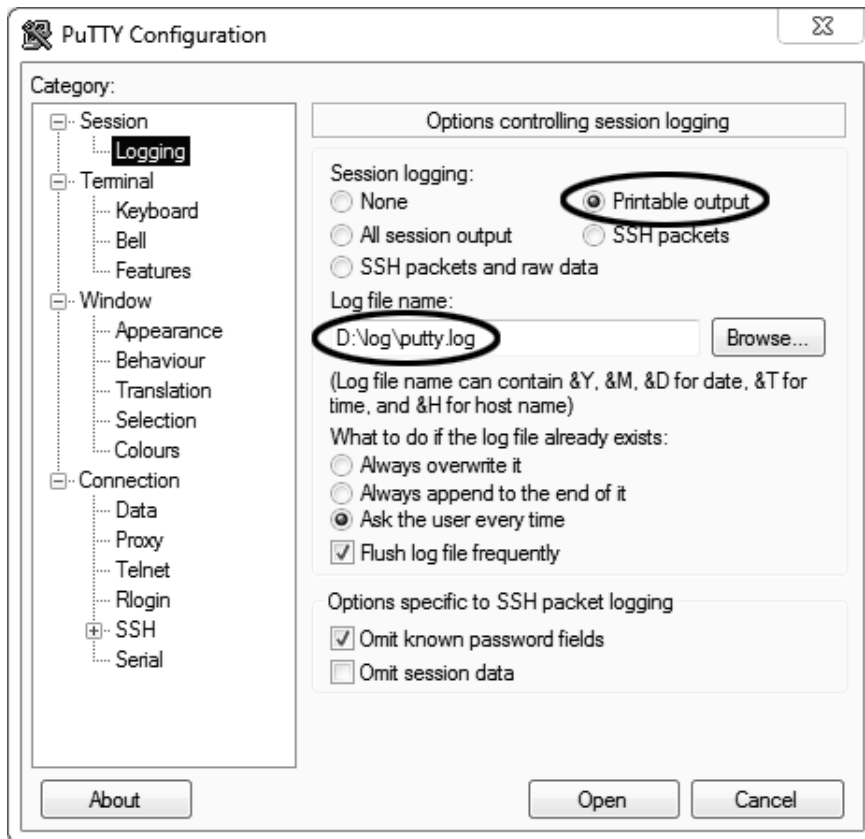 PuTTY Configuration
Category:
Session
Logging
Terminal
Keyboard
Bell
Features
Window
Appearance
Behaviour
Translation
Selection
Colours
Connection
Data
Proxy
Telnet
Rlogin
SSH
Serial
Options controlling session logging
Session logging:
None
Printable output
All session output
SSH packets
SSH packets and raw data
Log file name:
D:\log\putty.log
Browse...
(Log file name can contain &Y, &M, &D for date, &T for
time, and &H for host name)
What to do if the log file already exists:
Always overwrite it
Always append to the end of it
Ask the user every time
Flush log file frequently
Options specific to SSH packet logging
Omit known password fields
Omit session data
About
Open
Cancel